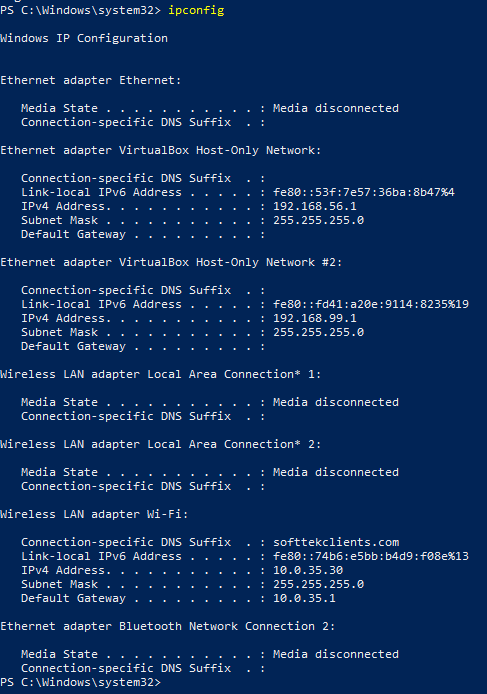 PS C:\Windows\system32> ipconfig
Windows IP Configuration
Ethernet adapter Ethernet:
Media State . . . . . . . . . . . : Media disconnected
Connection-specific DNS Suffix  . :
Ethernet adapter VirtualBox Host-Only Network:
Connection-specific DNS Suffix  . :
Link-local IPv6 Address . . . . . : fe80::53f:7e57:36ba:8b47%4
IPv4 Address. . . . . . . . . . . : 192.168.56.1
Subnet Mask . . . . . . . . . . . : 255.255.255.0
Default Gateway . . . . . . . . . :
Ethernet adapter VirtualBox Host-Only Network #2:
Connection-specific DNS Suffix  . :
Link-local IPv6 Address . . . . . : fe80::fd41:a20e:9114:8235%19
IPv4 Address. . . . . . . . . . . : 192.168.99.1
Subnet Mask . . . . . . . . . . . : 255.255.255.0
Default Gateway . . . . . . . . . :
Wireless LAN adapter Local Area Connection* 1:
Media State . . . . . . . . . . . : Media disconnected
Connection-specific DNS Suffix  . :
Wireless LAN adapter Local Area Connection* 2:
Media State . . . . . . . . . . . : Media disconnected
Connection-specific DNS Suffix  . :
Wireless LAN adapter Wi-Fi:
Connection-specific DNS Suffix  . : softtekclients.com
Link-local IPv6 Address . . . . . : fe80::74b6:e5bb:b4d9:f08e%13
IPv4 Address. . . . . . . . . . . : 10.0.35.30
Subnet Mask . . . . . . . . . . . : 255.255.255.0
Default Gateway . . . . . . . . . : 10.0.35.1
Ethernet adapter Bluetooth Network Connection 2:
Media State . . . . . . . . . . . : Media disconnected
Connection-specific DNS Suffix  . :
PS C:\Windows\system32>